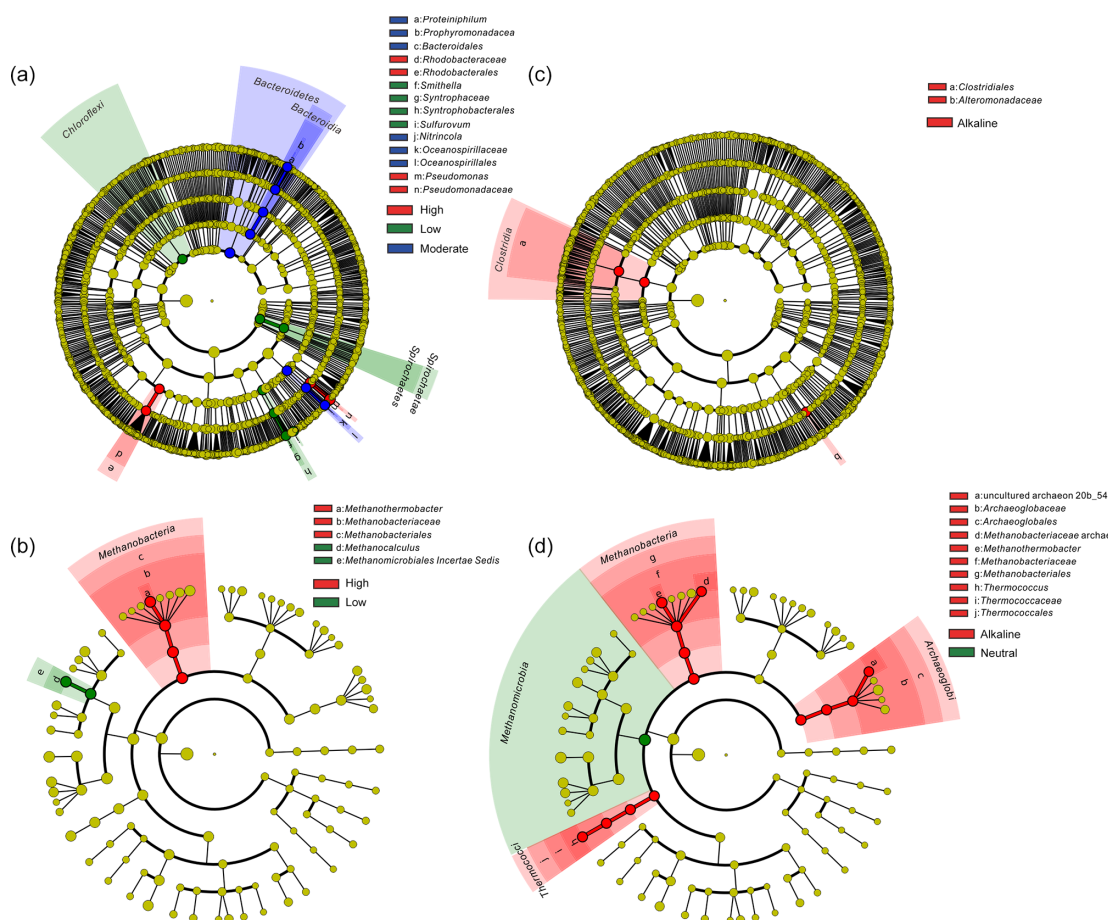 (a)
a:Proteiniphilum
b:Prophyromonadacea
c:Bacteroidales
d:Rhodobacteraceae
e:Rhodobacterales
f:Smithella
g:Syntrophaceae
h:Syntrophobacterales
i:Sulfurovum
j:Nitrincola
k:Oceanospirillaceae
l:Oceanospirillales
m:Pseudomonas
n:Pseudomonadaceae
High
Low
Moderate
Chloroflexi
Bacteroidetes
Bacteroidia
b
a
Spirochaetae
Spirochaetes
n
k
l
g
h
d
e
(c)
a:Clostridiales
b:Alteromonadaceae
Alkaline
Clostridia
a
b
(b)
a:Methanothermobacter
b:Methanobacteriaceae
c:Methanobacteriales
d:Methanocalculus
e:Methanomicrobiales Incertae Sedis
High
Low
Methanobacteria
c
b
a
e
d
(d)
a:uncultured archaeon 20b_54
b:Archaeoglobaceae
c:Archaeoglobales
d:Methanobacteriaceae archae
e:Methanothermobacter
f:Methanobacteriaceae
g:Methanobacteriales
h:Thermococcus
i:Thermococcaceae
j:Thermococcales
Alkaline
Neutral
Methanobacteria
g
f
e
d
Methanomicrobia
Archaeoglobi
a
b
c
Thermococci
j
i
h